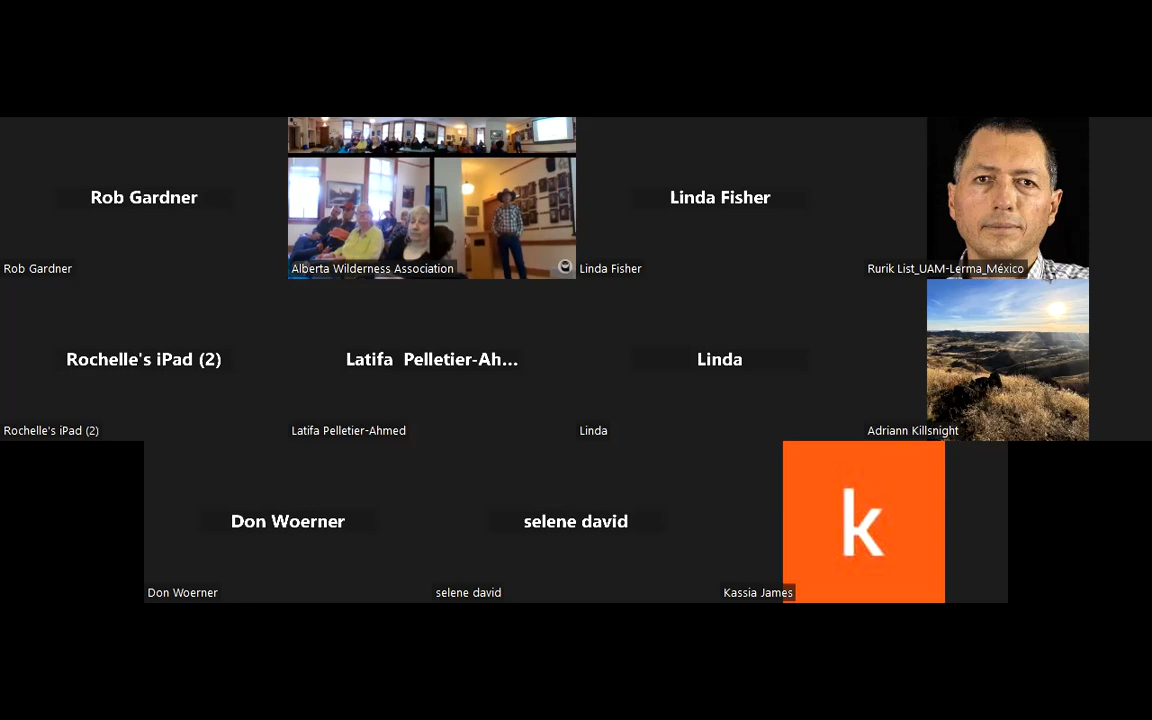 Rob Gardner
Linda Fisher
Rob Gardner
Alberta Wilderness Association
Linda Fisher
Rurik List_UAM-Lerma_México
Rochelle's iPad (2)
Latifa Pelletier-Ah...
Linda
Rochelle's iPad (2)
Latifa Pelletier-Ahmed
Linda
Adriann Killsnight
Don Woerner
selene david
k
Don Woerner
selene david
Kassia James